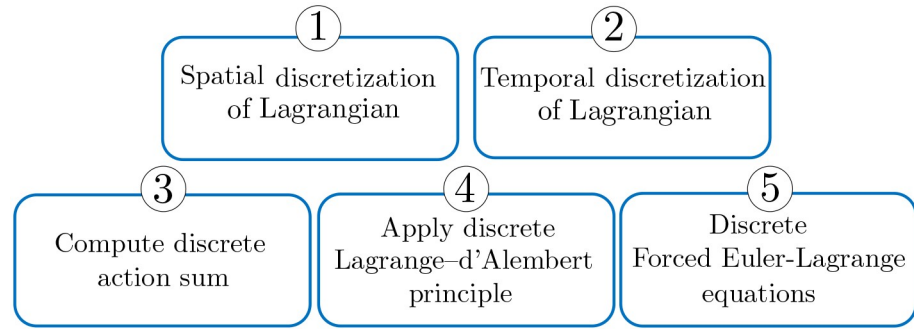 1
Spatial discretization
of Lagrangian
2
Temporal discretization
of Lagrangian
3
Compute discrete
action sum
4
Apply discrete
Lagrange–d'Alembert
principle
5
Discrete
Forced Euler-Lagrange
equations